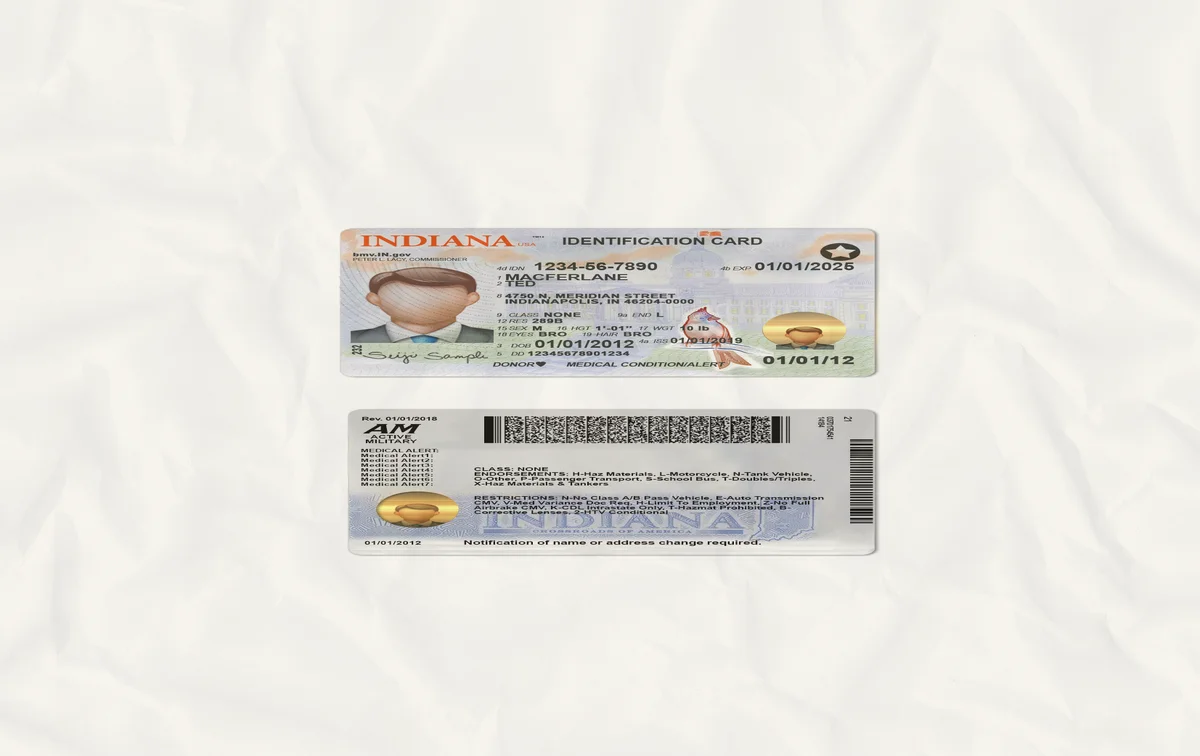 INDIANA USA IDENTIFICATION CARD
bmv.IN.gov
PETER L. LACY, COMMISSIONER
4d IDN 1234-56-7890 4b EXP 01/01/2025
1 MACFERLANE
2 TED
8 4750 N, MERIDIAN STREET
INDIANAPOLIS, IN 46204-0000
9 CLASS NONE 9a END L
12 RES 289B
15 SEX M 16 HGT 1'-01" 17 WGT 10 lb
18 EYES BRO 19 HAIR BRO
3 DOB 01/01/2012 4a ISS 01/01/2019
5 DD 12345678901234
DONOR MEDICAL CONDITION/ALERT
232
01/01/12
Rev. 01/01/2018
AM
ACTIVE
MILITARY
MEDICAL ALERT:
Medical Alert1:
Medical Alert2:
Medical Alert3:
Medical Alert5:
Medical Alert6:
Medical Alert7:
CLASS: NONE
ENDORSEMENTS: H-Haz Materials, L-Motorcycle, N-Tank Vehicle,
O-Other, P-Passenger Transport, S-School Bus, T-Doubles/Triples,
X-Haz Materials & Tankers
RESTRICTIONS: N-No Class A/B Pass Vehicle, E-Auto Transmission
CMV, V-Med Variance Doc Req, H-Limit To Employment, Z-No Full
Airbrake CMV, K-CDL Intrastate Only, T-Hazmat Prohibited, B-
Corrective Lenses, 2-HTV Conditional
INDIANA
CROSSROADS OF AMERICA
01/01/2012
Notification of name or address change required.
21